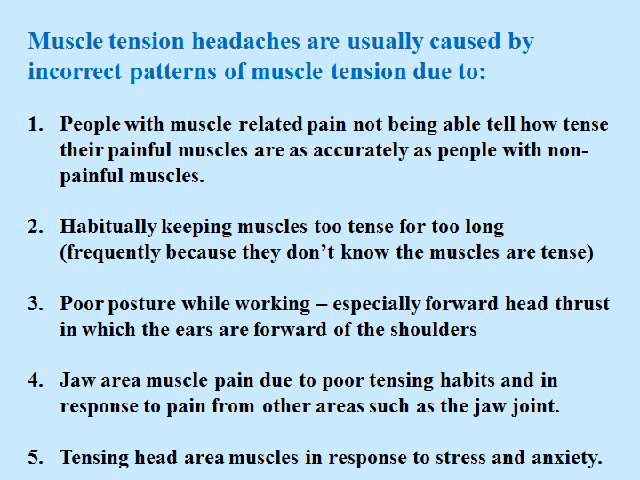 Muscle tension headaches are usually caused by
incorrect patterns of muscle tension due to:
1. People with muscle related pain not being able tell how tense
their painful muscles are as accurately as people with non-
painful muscles.
2. Habitually keeping muscles too tense for too long
(frequently because they don’t know the muscles are tense)
3. Poor posture while working – especially forward head thrust
in which the ears are forward of the shoulders
4. Jaw area muscle pain due to poor tensing habits and in
response to pain from other areas such as the jaw joint.
5. Tensing head area muscles in response to stress and anxiety.